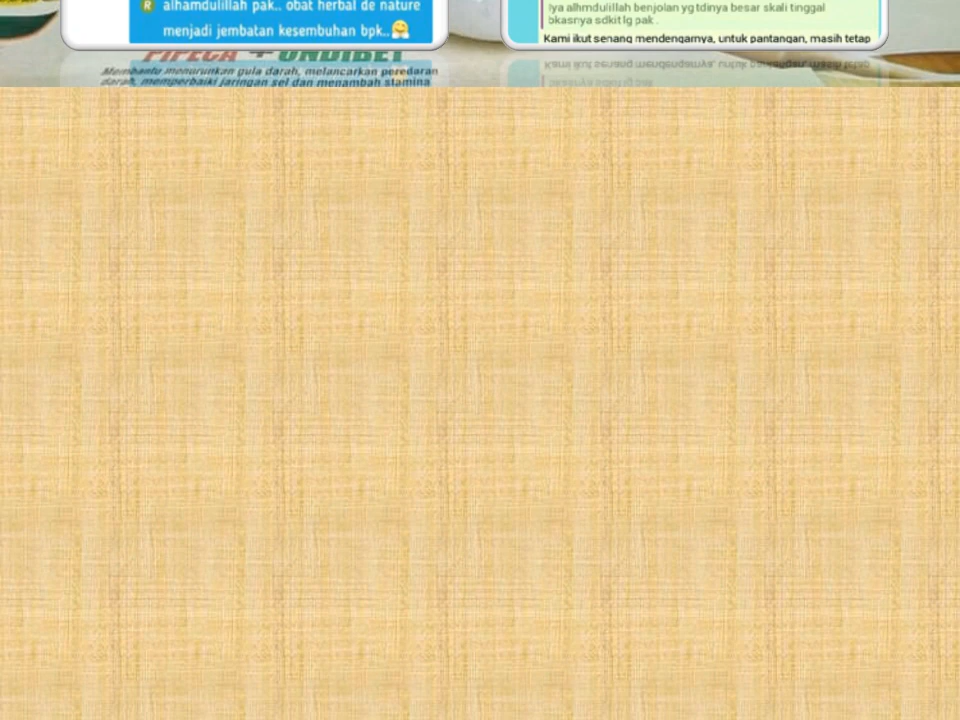 alhamdulillah pak.. obat herbal de nature
menjadi jembatan kesembuhan bpk..🤗
Iya alhmdulillah benjolan yg tdinya besar skali tinggal
bkasnya sdkit lg pak .
Kami ikut senang mendengarnya, untuk pantangan, masih tetap
PIPECA + UNDIBET
Membantu menurunkan gula darah, melancarkan peredaran
darah, memperbaiki jaringan sel dan menambah stamina